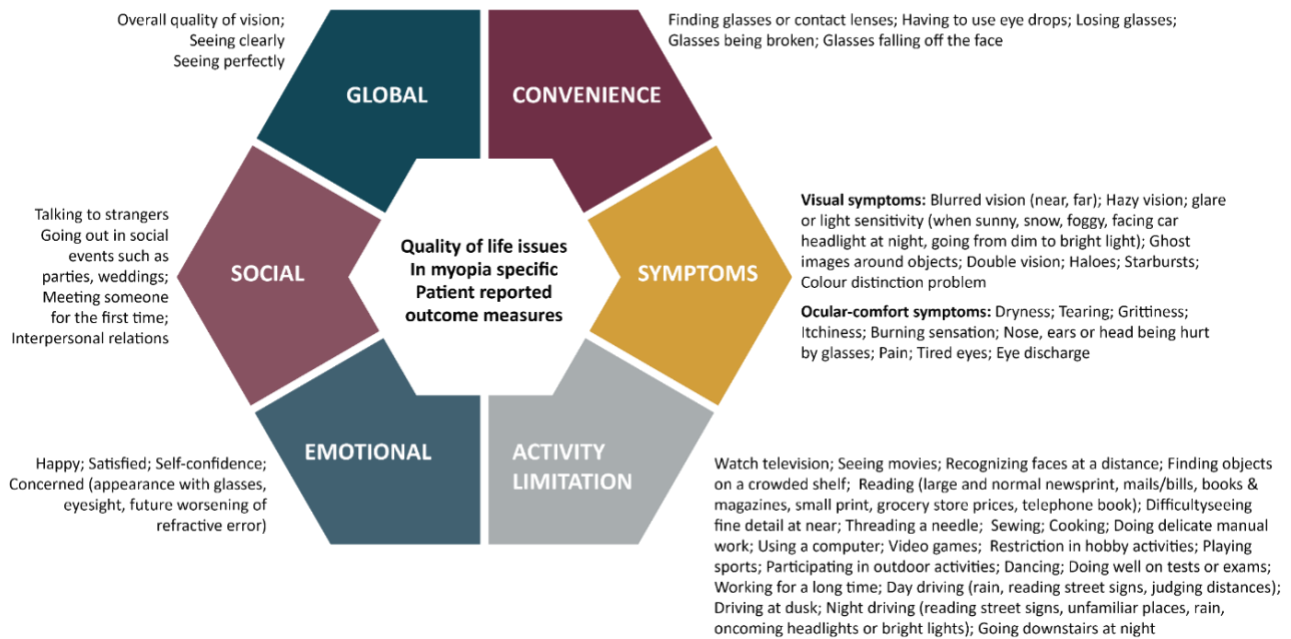 Overall quality of vision;
Seeing clearly
Seeing perfectly
GLOBAL
CONVENIENCE
Finding glasses or contact lenses; Having to use eye drops; Losing glasses;
Glasses being broken; Glasses falling off the face
Talking to strangers
Going out in social
events such as
parties, weddings;
Meeting someone
for the first time;
Interpersonal relations
SOCIAL
Quality of life issues
In myopia specific
Patient reported
outcome measures
SYMPTOMS
Visual symptoms: Blurred vision (near, far); Hazy vision; glare
or light sensitivity (when sunny, snow, foggy, facing car
headlight at night, going from dim to bright light); Ghost
images around objects; Double vision; Haloes; Starbursts;
Colour distinction problem
Ocular-comfort symptoms: Dryness; Tearing; Grittiness;
Itchiness; Burning sensation; Nose, ears or head being hurt
by glasses; Pain; Tired eyes; Eye discharge
Happy; Satisfied; Self-confidence;
Concerned (appearance with glasses,
eyesight, future worsening of
refractive error)
EMOTIONAL
ACTIVITY
LIMITATION
Watch television; Seeing movies; Recognizing faces at a distance; Finding objects
on a crowded shelf; Reading (large and normal newsprint, mails/bills, books &
magazines, small print, grocery store prices, telephone book); Difficultyseeing
fine detail at near; Threading a needle; Sewing; Cooking; Doing delicate manual
work; Using a computer; Video games; Restriction in hobby activities; Playing
sports; Participating in outdoor activities; Dancing; Doing well on tests or exams;
Working for a long time; Day driving (rain, reading street signs, judging distances);
Driving at dusk; Night driving (reading street signs, unfamiliar places, rain,
oncoming headlights or bright lights); Going downstairs at night